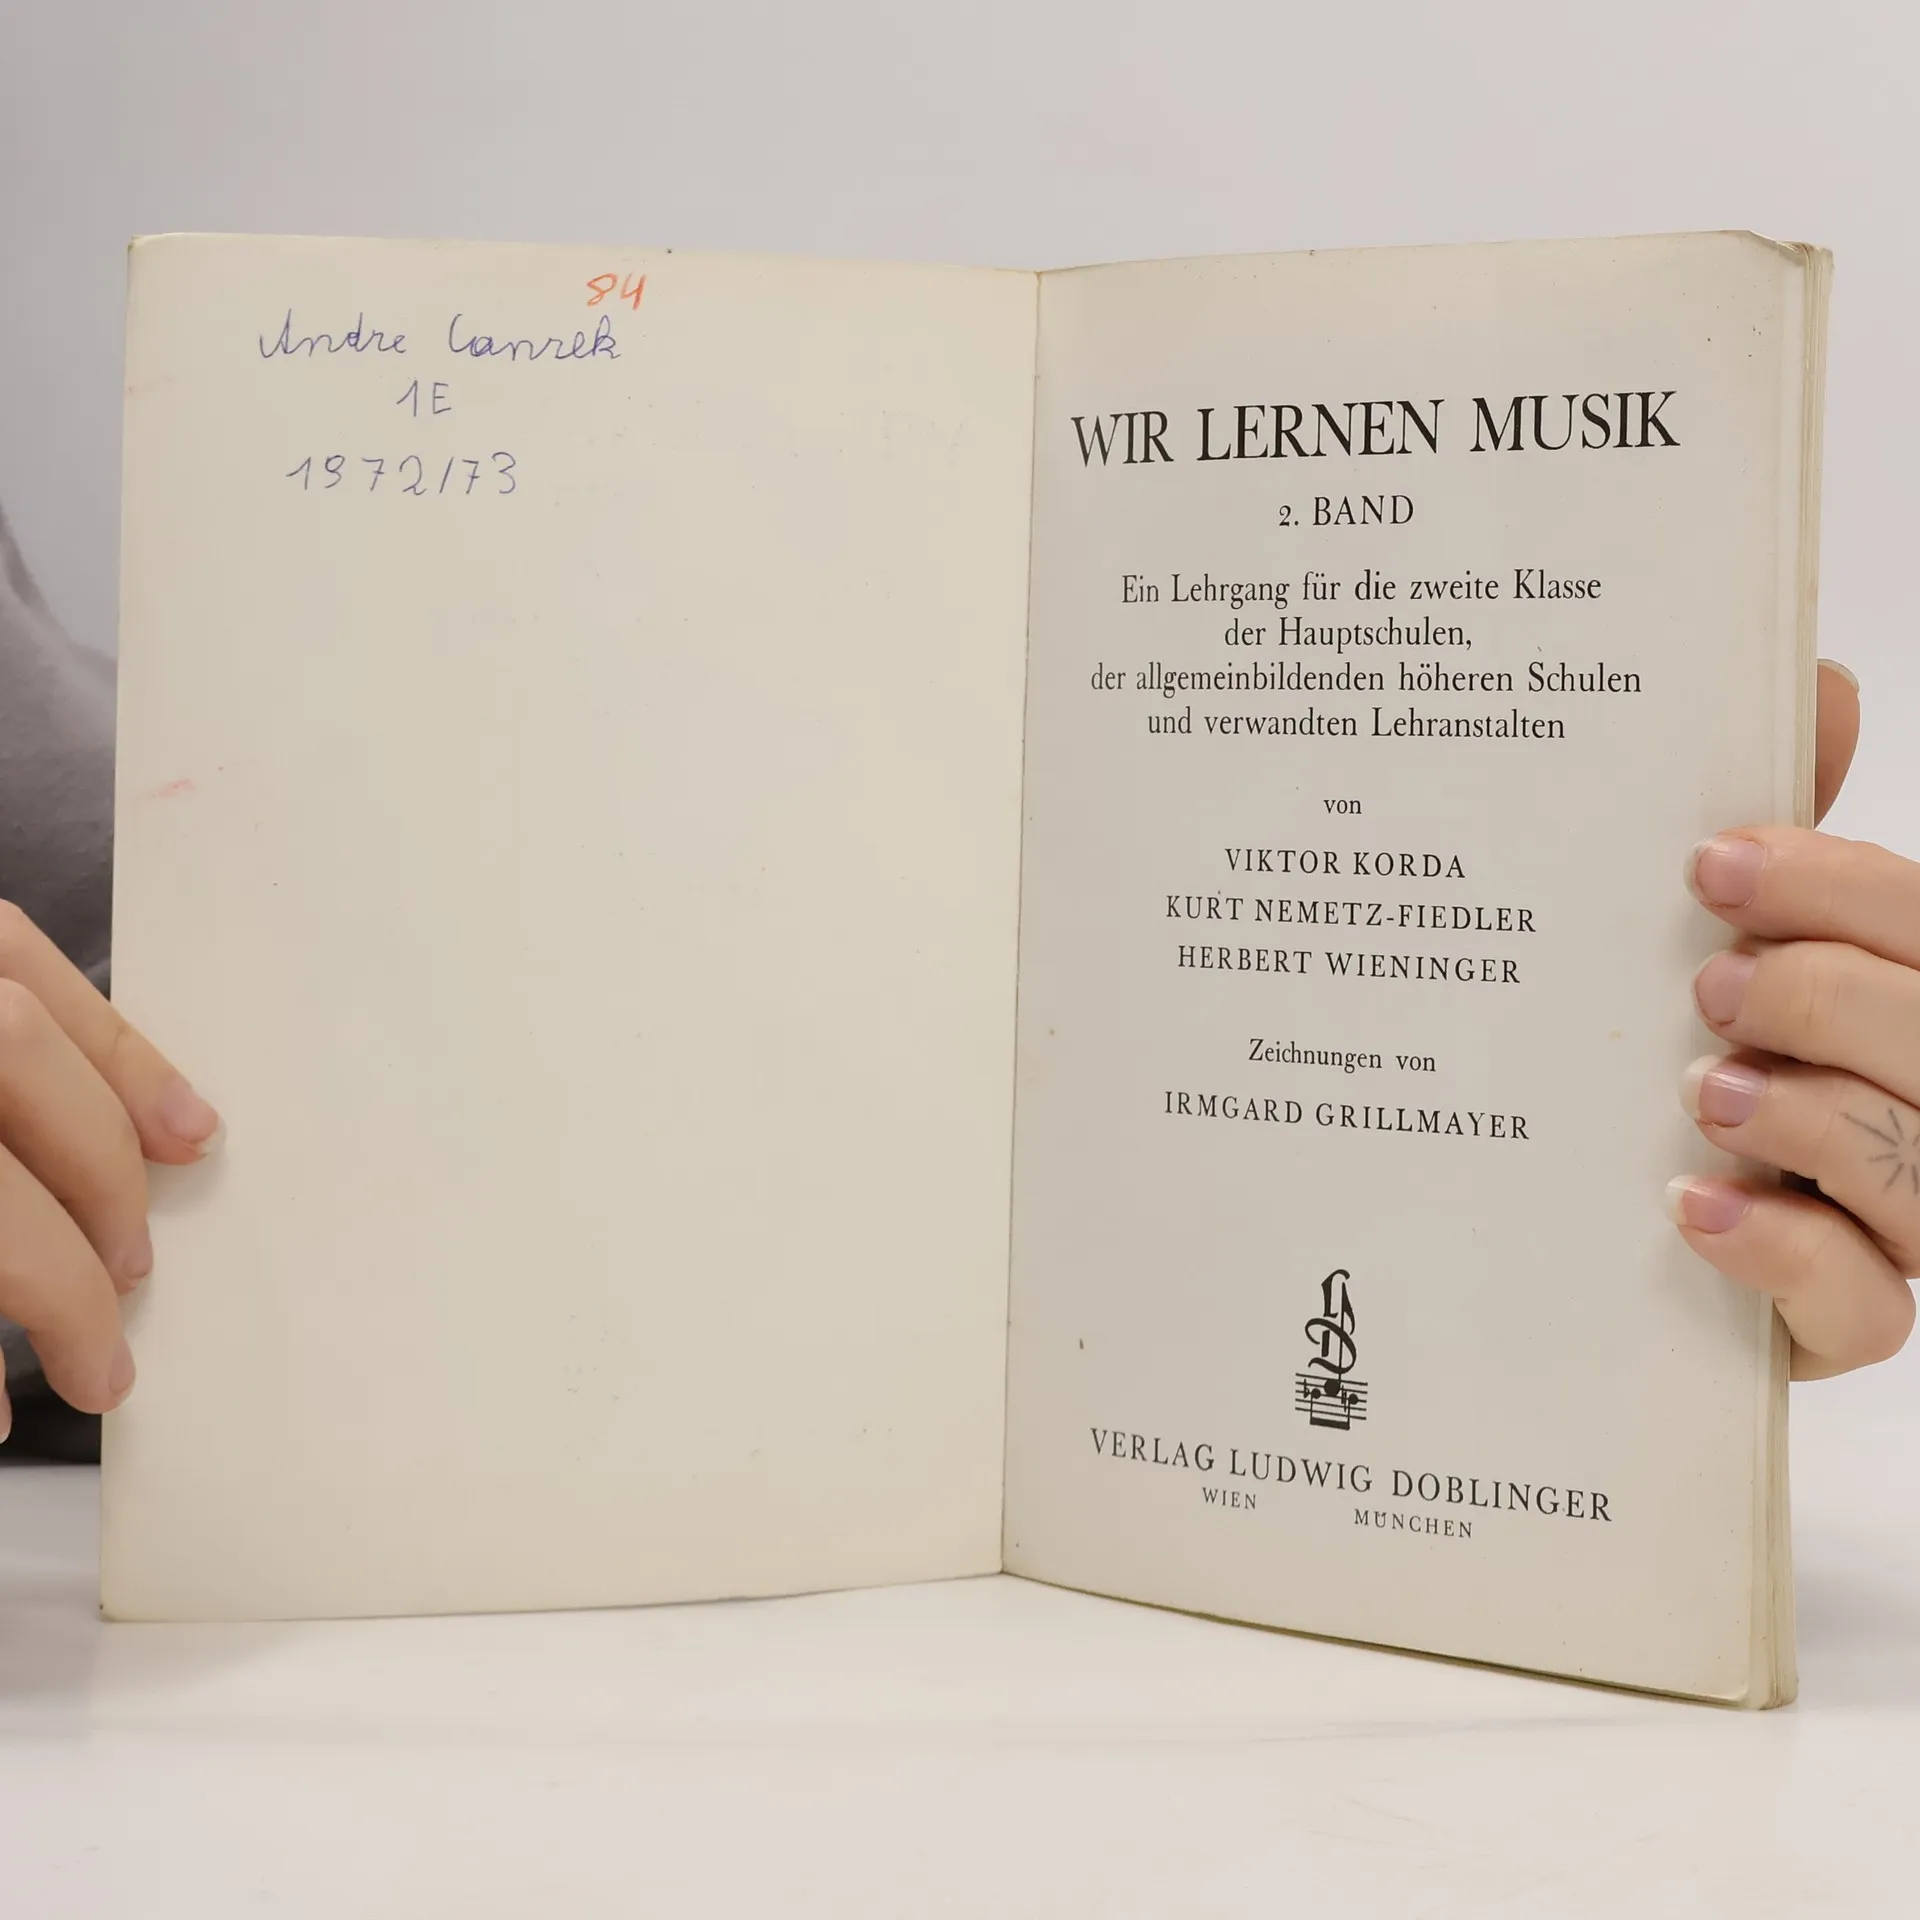 84
Andre Canrek
1E
1972/73
WIR LERNEN MUSIK
2. BAND
Ein Lehrgang für die zweite Klasse
der Hauptschulen,
der allgemeinbildenden höheren Schulen
und verwandten Lehranstalten
von
VIKTOR KORDA
KURT NEMETZ-FIEDLER
HERBERT WIENINGER
Zeichnungen von
IRMGARD GRILLMAYER
LD
VERLAG LUDWIG DOBLINGER
WIEN MÜNCHEN